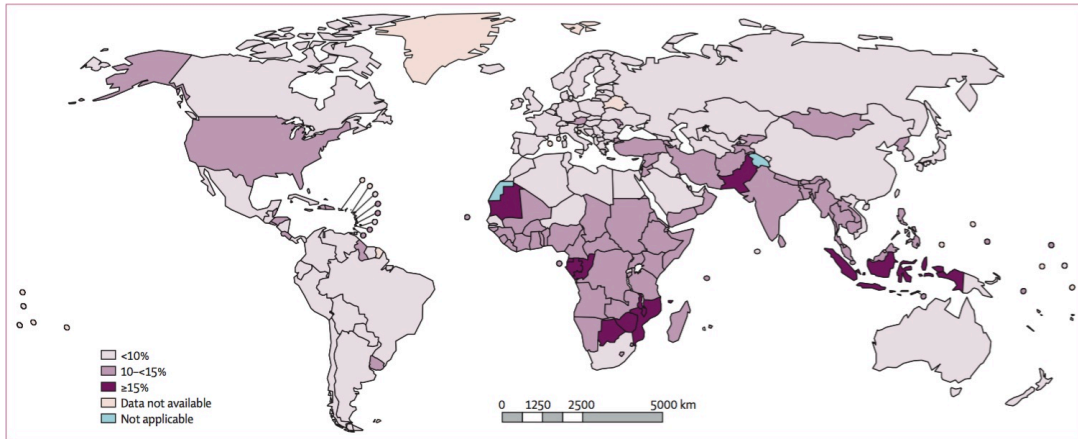 <10%
10–<15%
≥15%
Data not available
Not applicable
0 1250 2500 5000 km